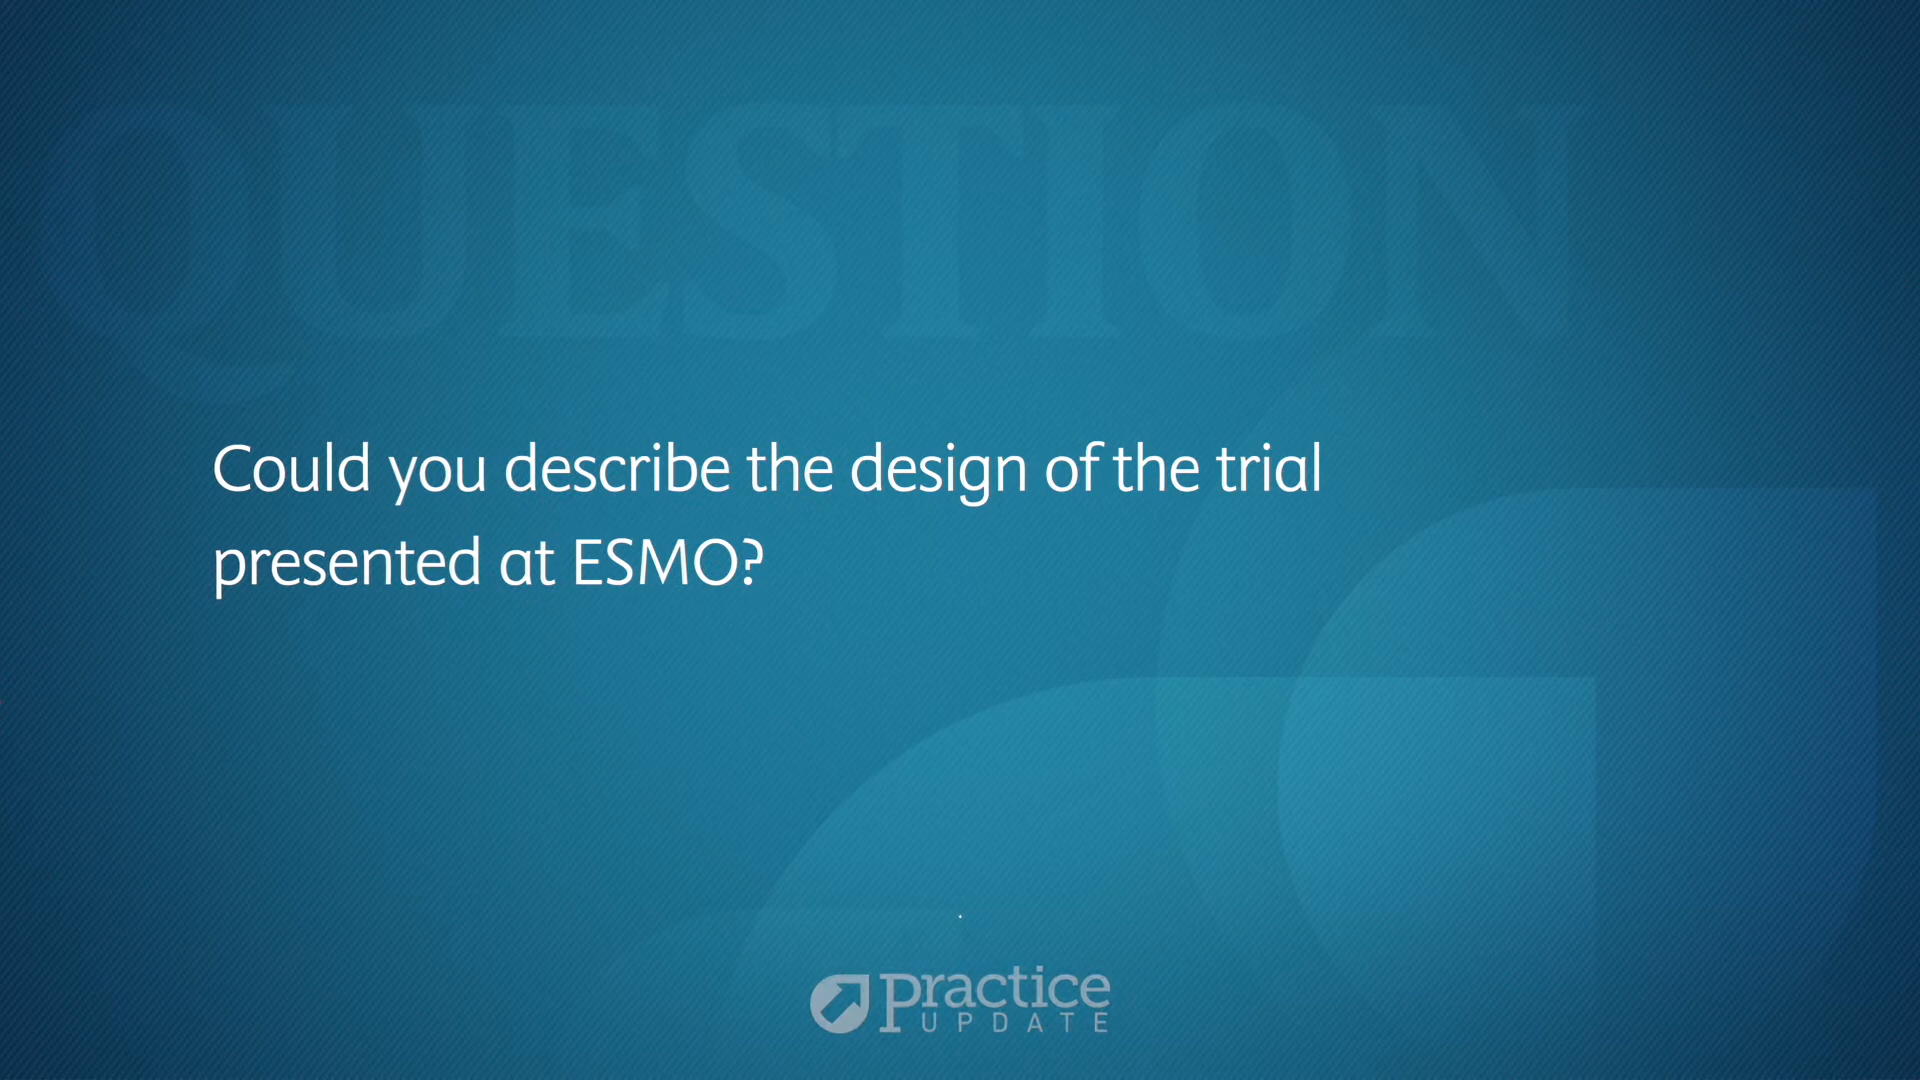 QUESTION
Could you describe the design of the trial
presented at ESMO?
Practice
UPDATE